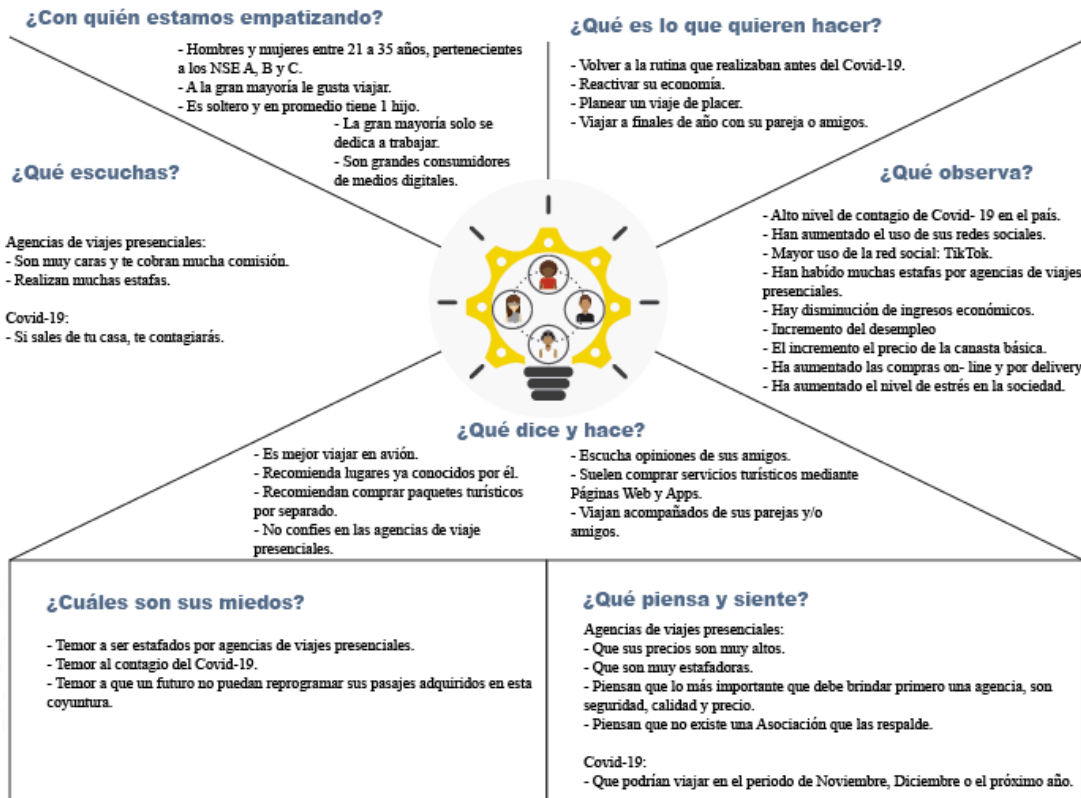 ¿Con quién estamos empatizando?
- Hombres y mujeres entre 21 a 35 años, pertenecientes
a los NSE A, B y C.
- A la gran mayoría le gusta viajar.
- Es soltero y en promedio tiene 1 hijo.
- La gran mayoría solo se
dedica a trabajar.
- Son grandes consumidores
de medios digitales.
¿Qué es lo que quieren hacer?
- Volver a la rutina que realizaban antes del Covid-19.
- Reactivar su economía.
- Planear un viaje de placer.
- Viajar a finales de año con su pareja o amigos.
¿Qué escuchas?
Agencias de viajes presenciales:
- Son muy caras y te cobran mucha comisión.
- Realizan muchas estafas.
Covid-19:
- Si sales de tu casa, te contagiarás.
¿Qué observa?
- Alto nivel de contagio de Covid- 19 en el país.
- Han aumentado el uso de sus redes sociales.
- Mayor uso de la red social: TikTok.
- Han habído muchas estafas por agencias de viajes
presenciales.
- Hay disminución de ingresos económicos.
- Incremento del desempleo
- El incremento el precio de la canasta básica.
- Ha aumentado las compras on- line y por delivery
- Ha aumentado el nivel de estrés en la sociedad.
¿Qué dice y hace?
- Es mejor viajar en avión.
- Recomienda lugares ya conocidos por él.
- Recomiendan comprar paquetes turísticos
por separado.
- No confies en las agencias de viaje
presenciales.
- Escucha opiniones de sus amigos.
- Suelen comprar servicios turísticos mediante
Páginas Web y Apps.
- Viajan acompañados de sus parejas y/o
amigos.
¿Cuáles son sus miedos?
- Temor a ser estafados por agencias de viajes presenciales.
- Temor al contagio del Covid-19.
- Temor a que un futuro no puedan reprogramar sus pasajes adquiridos en esta
coyuntura.
¿Qué piensa y siente?
Agencias de viajes presenciales:
- Que sus precios son muy altos.
- Que son muy estafadoras.
- Piensan que lo más importante que debe brindar primero una agencia, son
seguridad, calidad y precio.
- Piensan que no existe una Asociación que las respalde.
Covid-19:
- Que podrían viajar en el periodo de Noviembre, Diciembre o el próximo año.